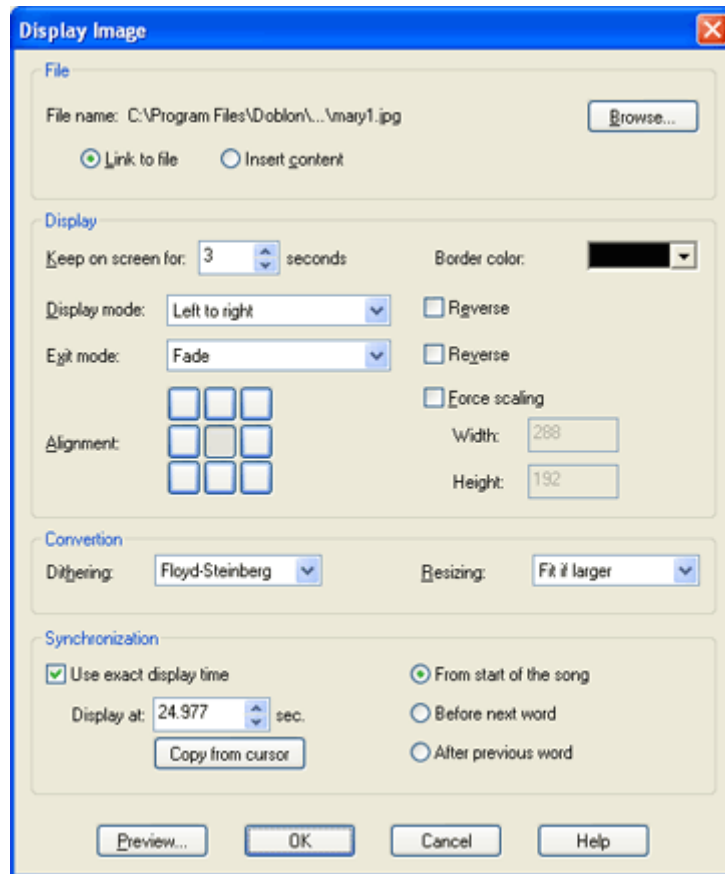 Display Image
File
File name: C:\Program Files\Doblon\...\mary1.jpg Browse...
Link to file Insert content
Display
Keep on screen for: 3 seconds Border color:
Display mode: Left to right Reverse
Exit mode: Fade Reverse
Force scaling
Alignment: Width: 288
Height: 192
Convertion
Dithering: Floyd-Steinberg Resizing: Fit if larger
Synchronization
Use exact display time From start of the song
Display at: 24.977 sec. Before next word
Copy from cursor After previous word
Preview... OK Cancel Help